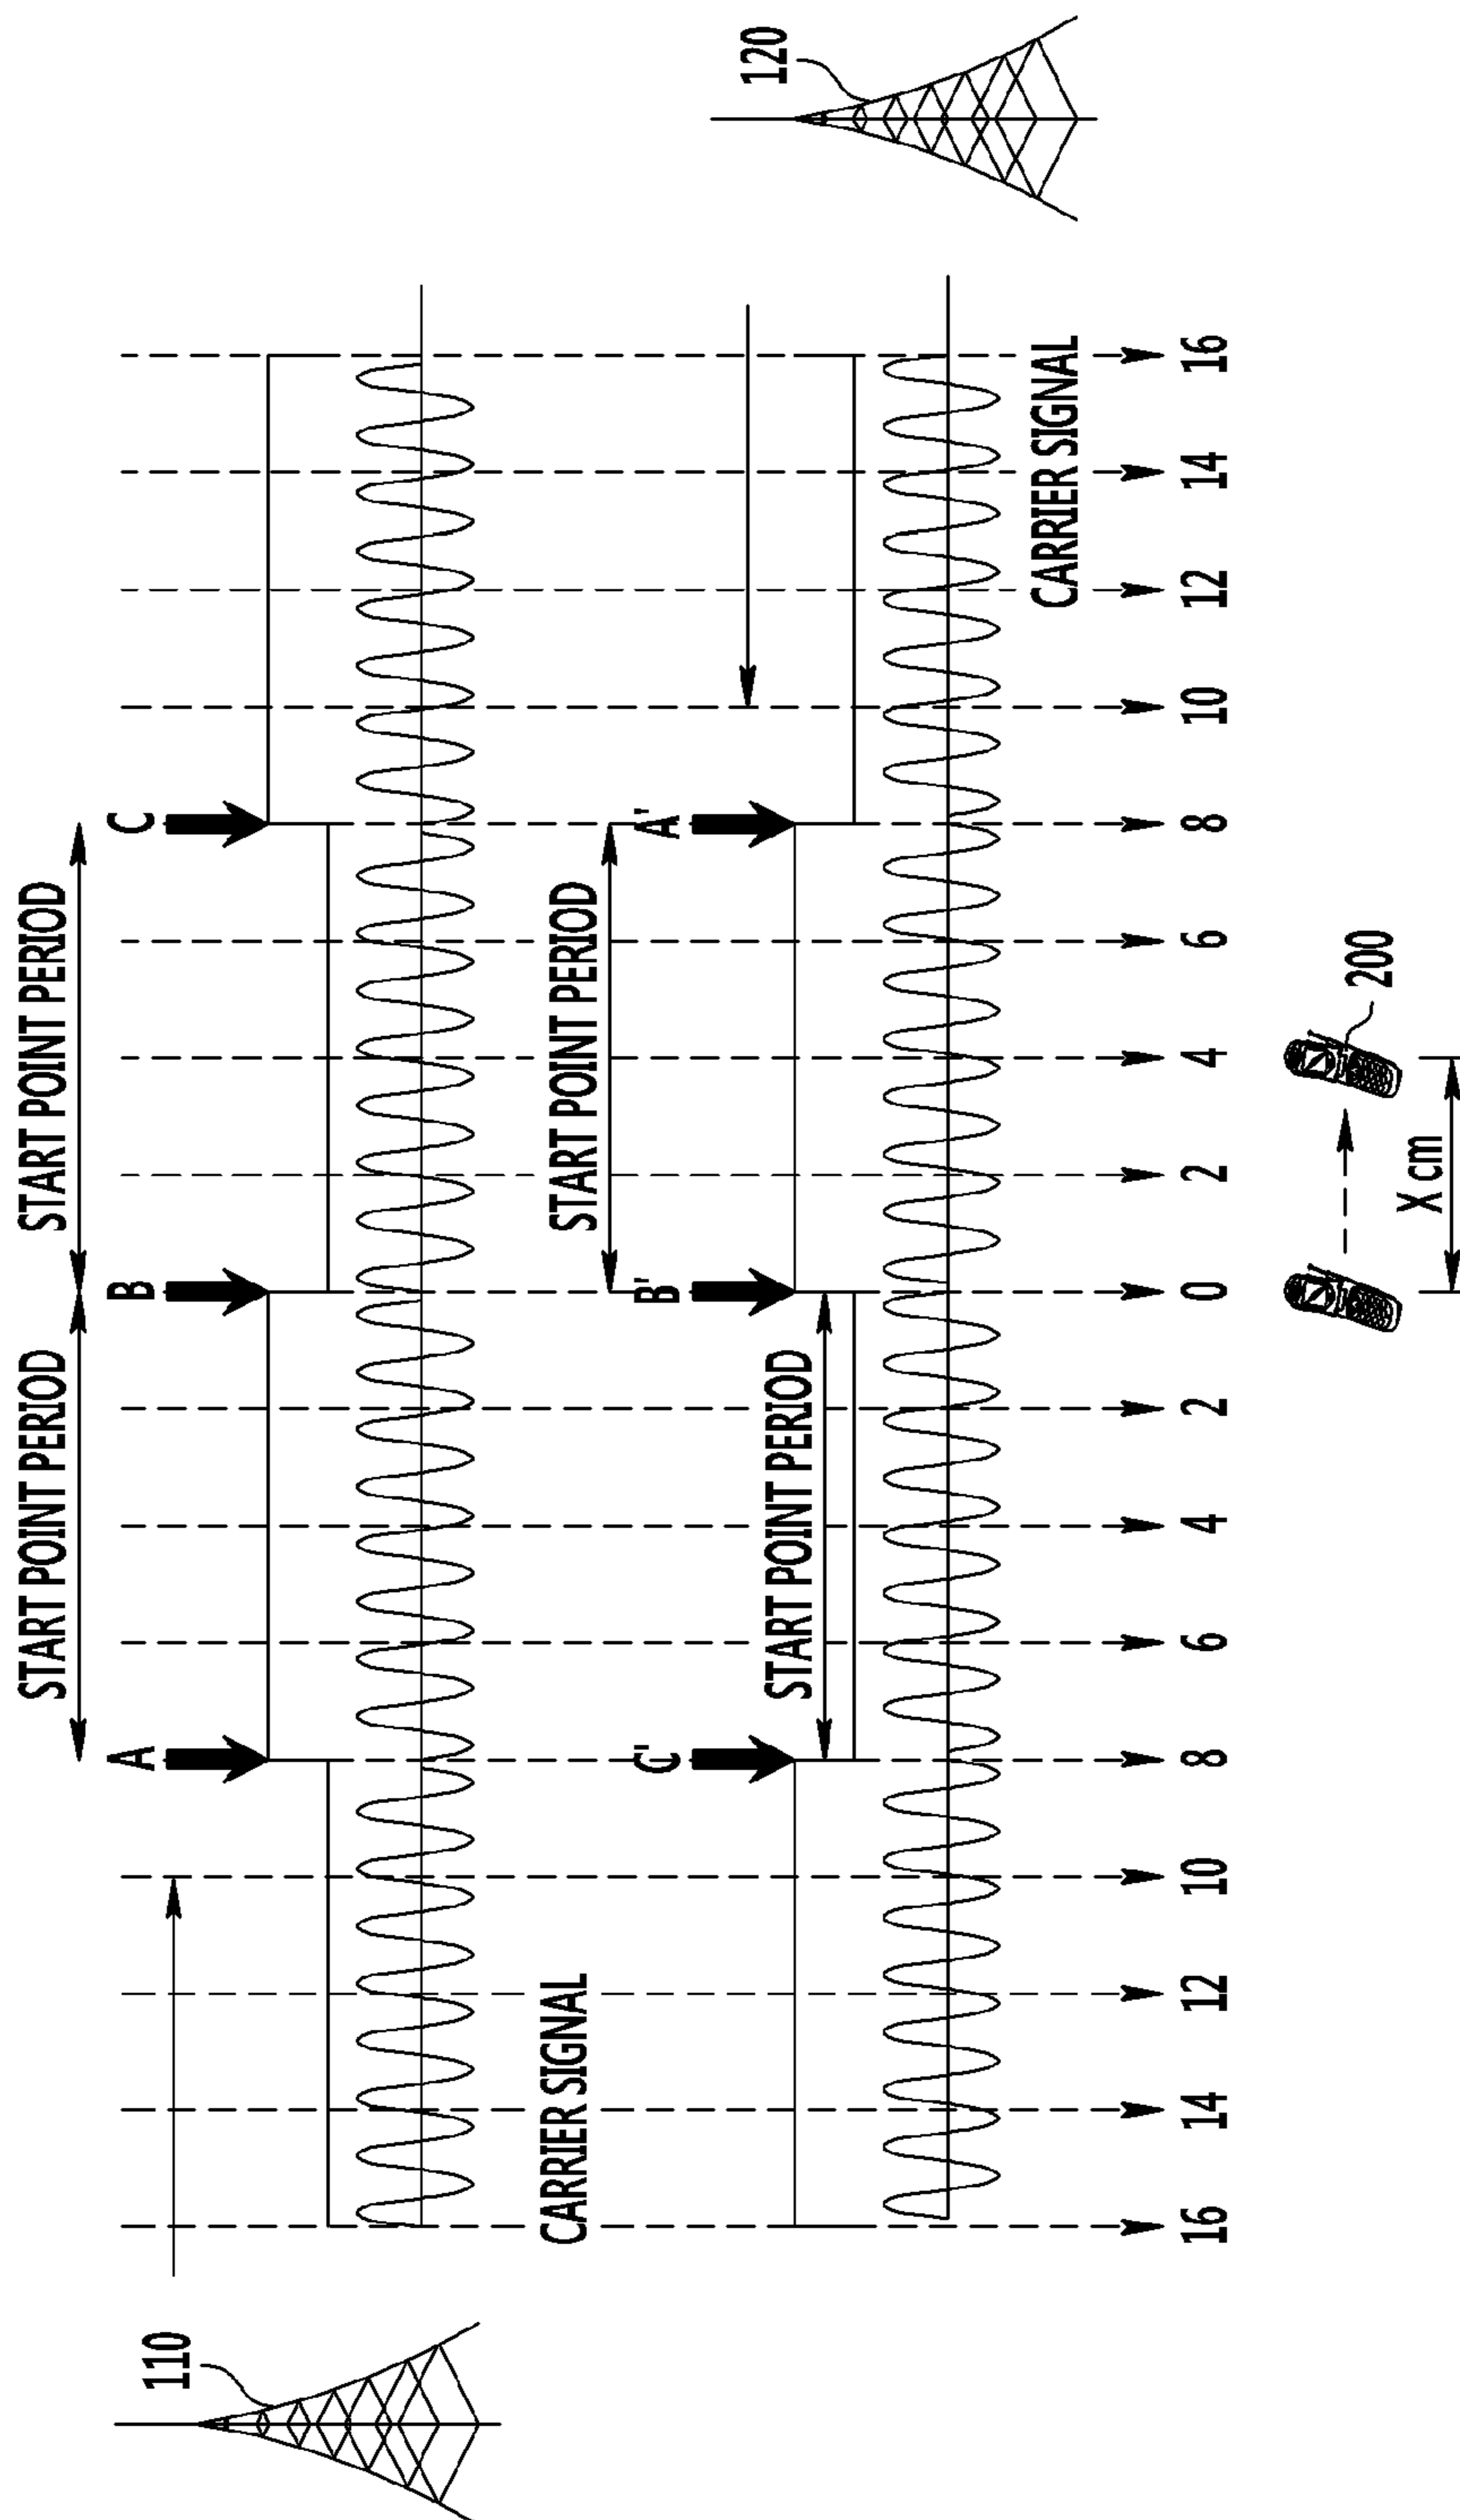 START POINT PERIOD
START POINT PERIOD
A
B
C
110
CARRIER SIGNAL
START POINT PERIOD
C'
B'
A'
120
START POINT PERIOD
CARRIER SIGNAL
16 14 12 10 8 6 4 2 0 2 4 6 8 10 12 14 16
200
X cm